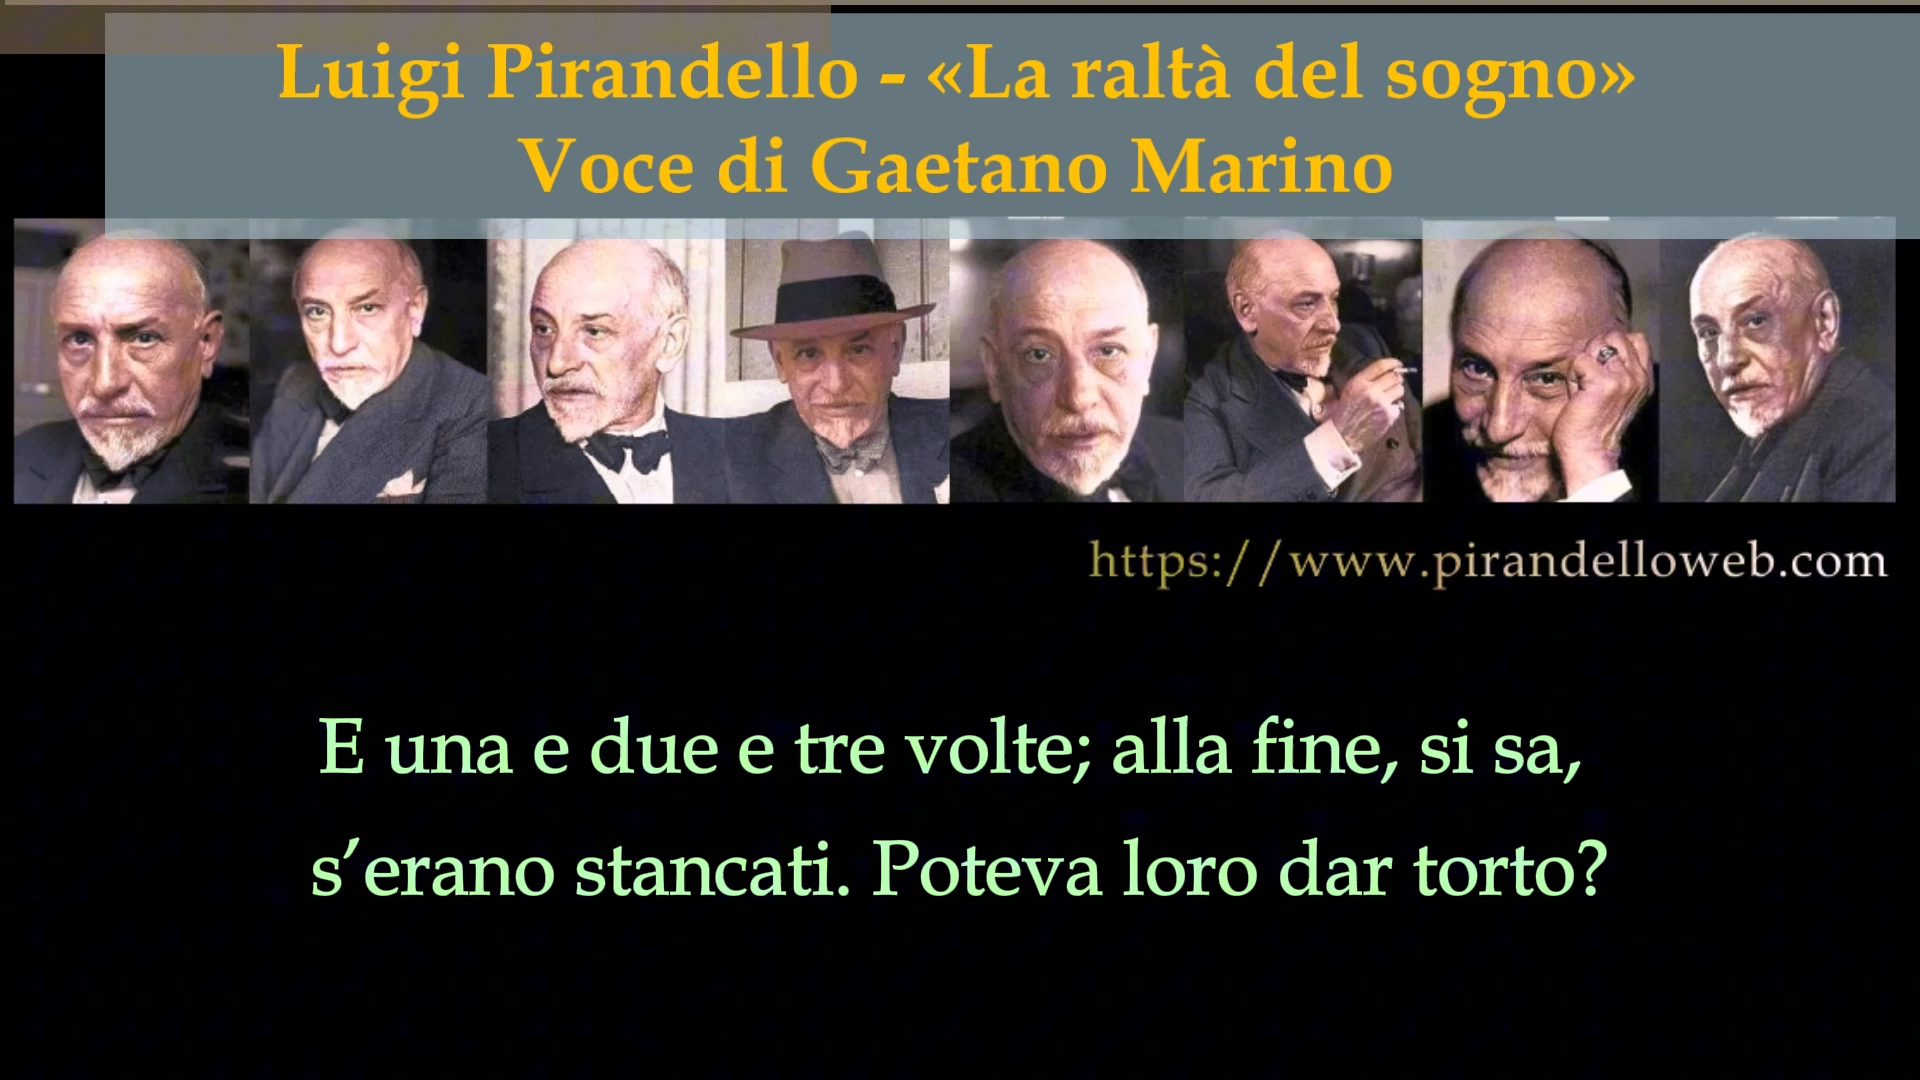 Luigi Pirandello - «La raltà del sogno»
Voce di Gaetano Marino
https://www.pirandelloweb.com
E una e due e tre volte; alla fine, si sa,
s’erano stancati. Poteva loro dar torto?